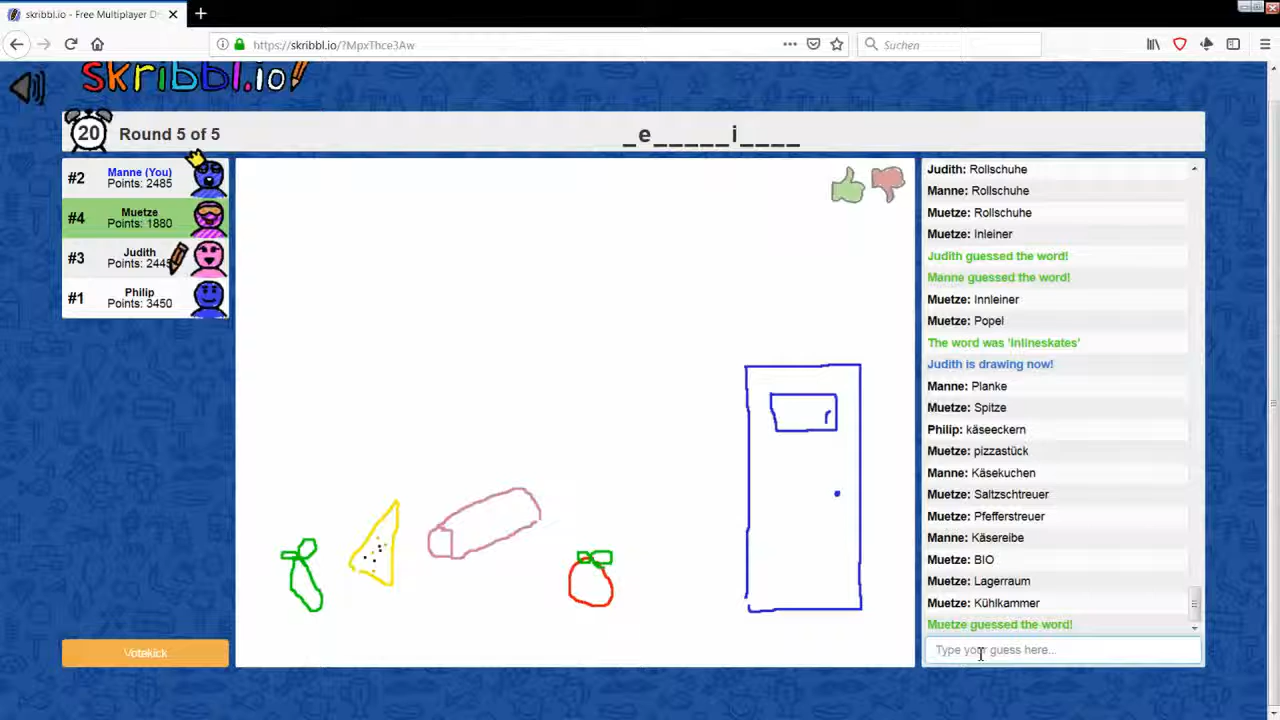 skribbl.io - Free Multiplayer D
https://skribbl.io/?MpxThce3Aw
Suchen
skribbl.io!
20
Round 5 of 5
_e_____i____
#2
Manne (You)
Points: 2485
#4
Muetze
Points: 1880
#3
Judith
Points: 2445
#1
Philip
Points: 3450
Votekick
Judith: Rollschuhe
Manne: Rollschuhe
Muetze: Rollschuhe
Muetze: Inleiner
Judith guessed the word!
Manne guessed the word!
Muetze: Innleiner
Muetze: Popel
The word was 'Inlineskates'
Judith is drawing now!
Manne: Planke
Muetze: Spitze
Philip: käseeckern
Muetze: pizzastück
Manne: Käsekuchen
Muetze: Saltzschtreuer
Muetze: Pfefferstreuer
Manne: Käsereibe
Muetze: BIO
Muetze: Lagerraum
Muetze: Kühlkammer
Muetze guessed the word!
Type your guess here...